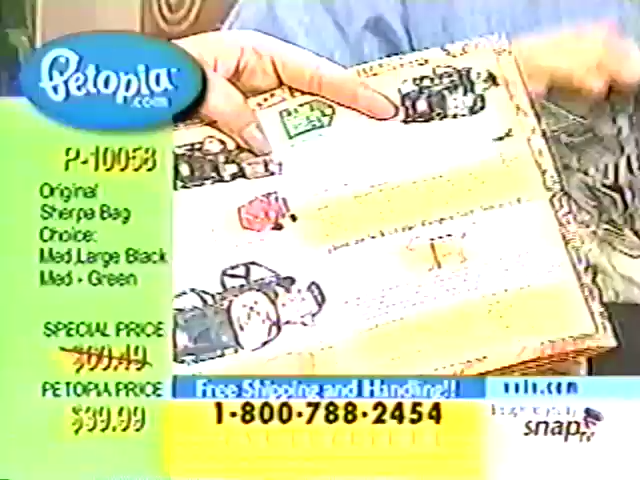 Petopia
.com
P-10058
Original
Sherpa Bag
Choice:
Med,Large Black
Med - Green
SPECIAL PRICE
$60.49
PETOPIA PRICE
$39.99
Free Shipping and Handling!!
1-800-788-2454
snap